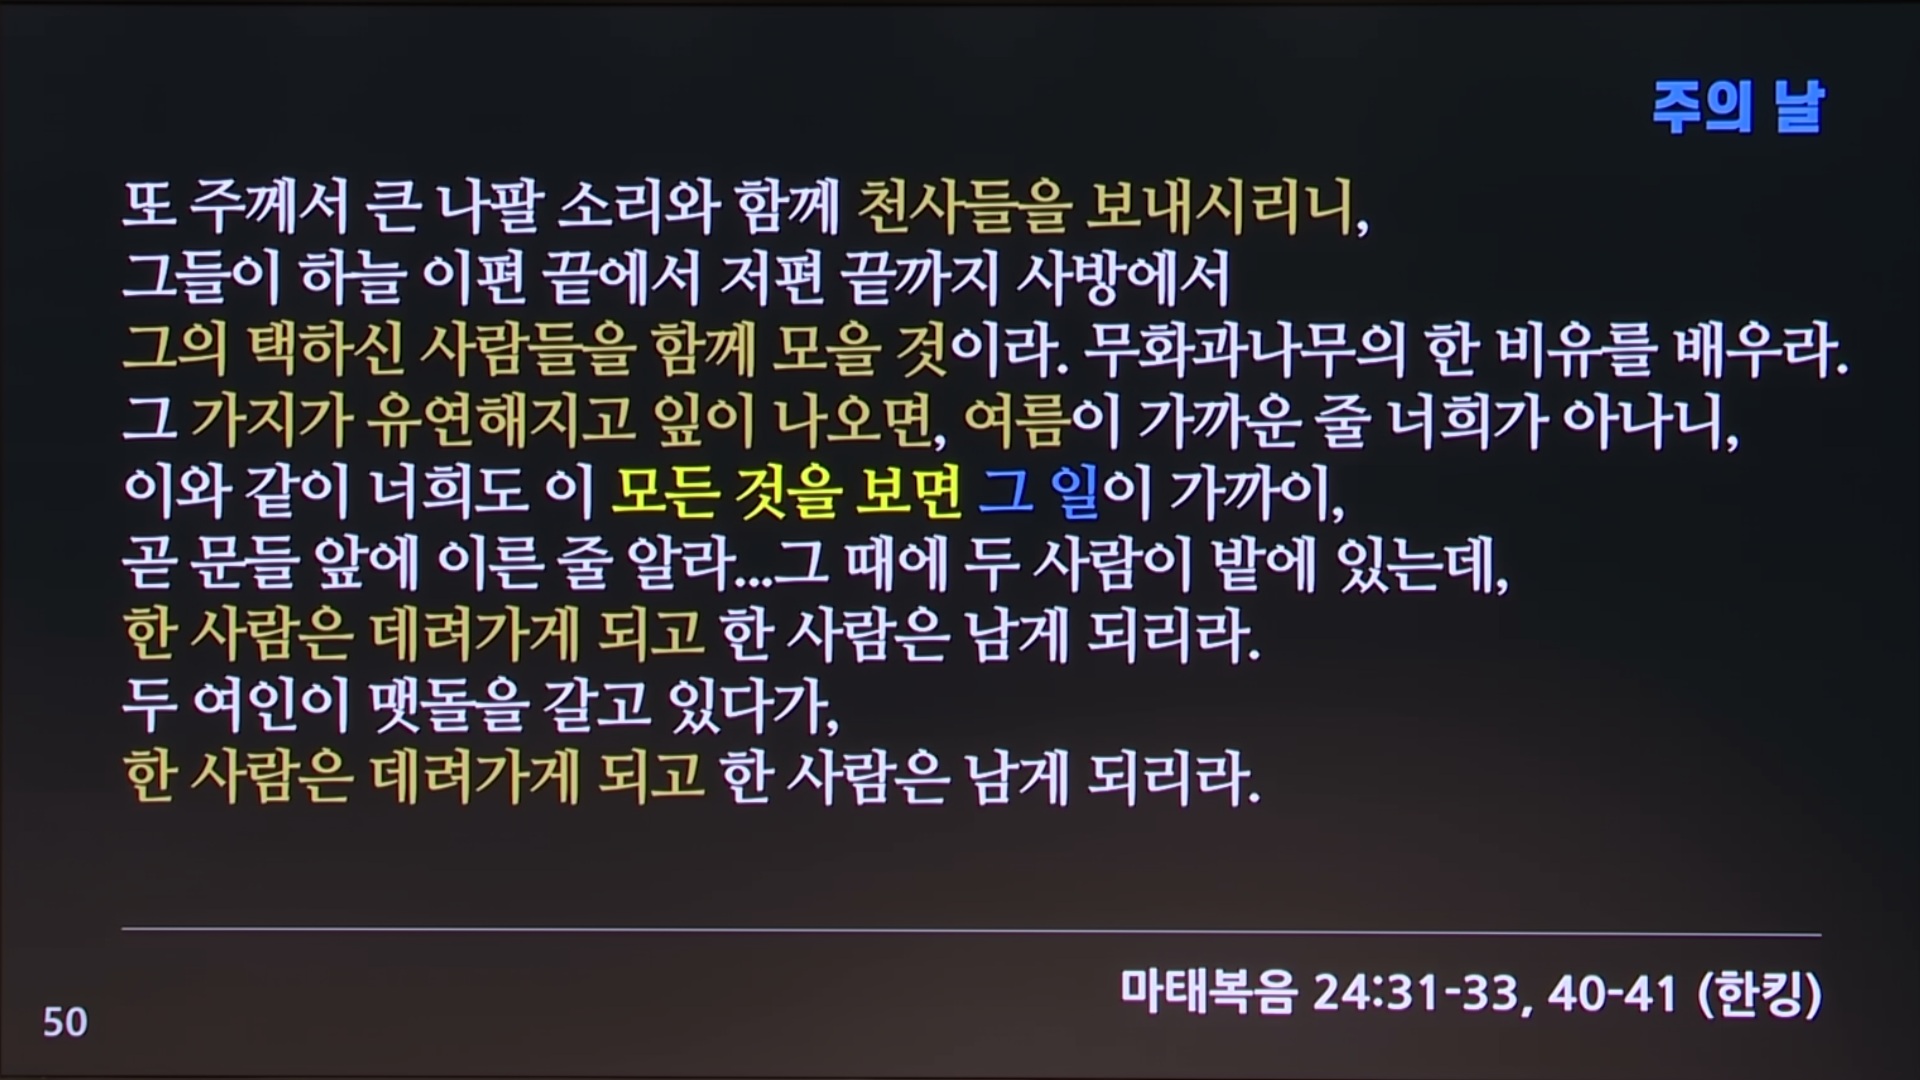 주의 날
또 주께서 큰 나팔 소리와 함께 천사들을 보내시리니,
그들이 하늘 이편 끝에서 저편 끝까지 사방에서
그의 택하신 사람들을 함께 모을 것이라. 무화과나무의 한 비유를 배우라.
그 가지가 유연해지고 잎이 나오면, 여름이 가까운 줄 너희가 아나니,
이와 같이 너희도 이 모든 것을 보면 그 일이 가까이,
곧 문들 앞에 이른 줄 알라...그 때에 두 사람이 밭에 있는데,
한 사람은 데려가게 되고 한 사람은 남게 되리라.
두 여인이 맷돌을 갈고 있다가,
한 사람은 데려가게 되고 한 사람은 남게 되리라.
마태복음 24:31-33, 40-41 (한킹)
50